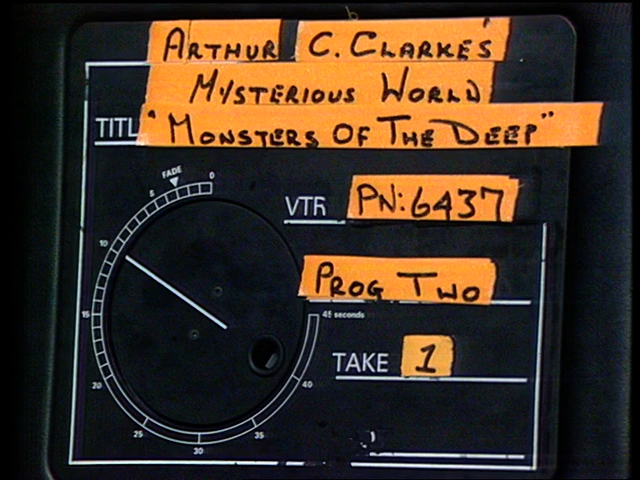 ARTHUR C. CLARKE'S
MYSTERIOUS WORLD
TITL "MONSTERS OF THE DEEP"
FADE
0
5
VTR PN:6437
10
PROG TWO
15
45 seconds
TAKE 1
20
40
25
35
30